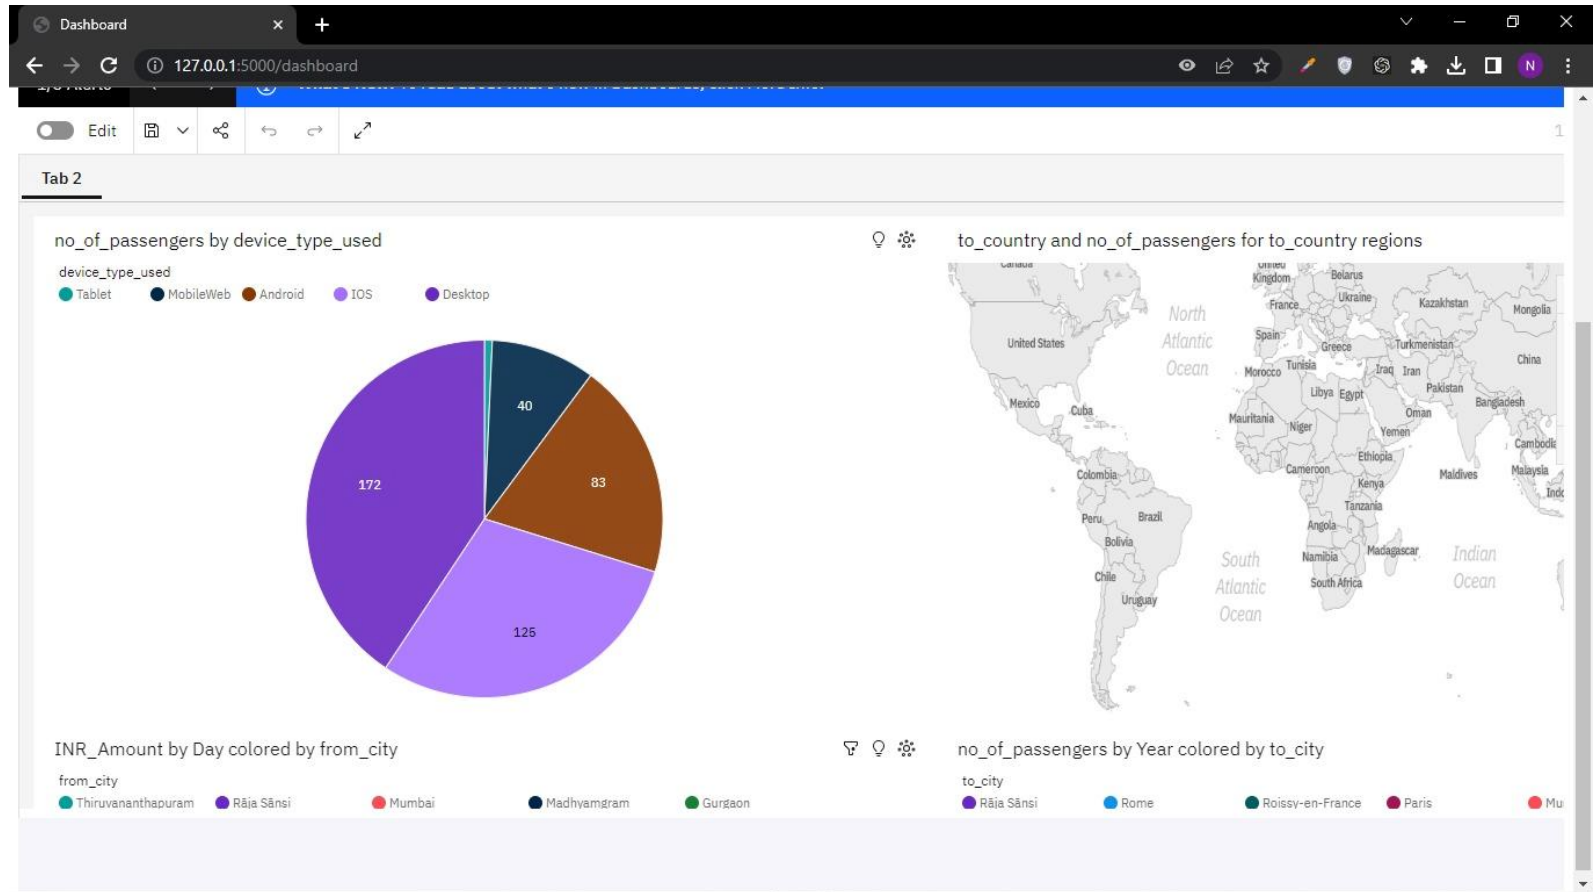 Dashboard
127.0.0.1:5000/dashboard
Edit
1
Tab 2
no_of_passengers by device_type_used
device_type_used
Tablet MobileWeb Android IOS Desktop
40
83
172
125
to_country and no_of_passengers for to_country regions
Canada
United Kingdom
Belarus
France
Ukraine
Kazakhstan
Mongolia
North Atlantic Ocean
United States
Spain
Greece
Turkmenistan
China
Morocco
Tunisia
Iraq
Iran
Pakistan
Libya
Egypt
Bangladesh
Mexico
Cuba
Mauritania
Niger
Oman
Yemen
Cambodia
Ethiopia
Colombia
Cameroon
Kenya
Maldives
Malaysia
Tanzania
Peru
Brazil
Angola
Bolivia
Namibia
Madagascar
Indian Ocean
South Atlantic Ocean
Chile
South Africa
Uruguay
INR_Amount by Day colored by from_city
from_city
Thiruvananthapuram Rāja Sānsi Mumbai Madhyamgram Gurgaon
no_of_passengers by Year colored by to_city
to_city
Rāja Sānsi Rome Roissy-en-France Paris
N